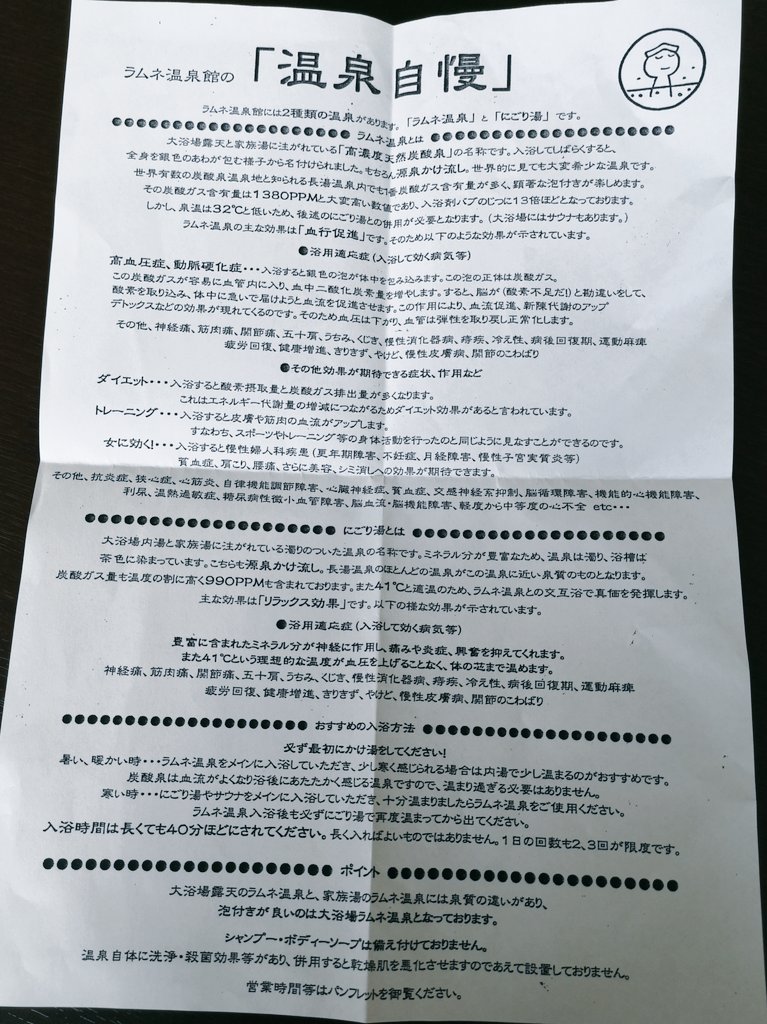 ラムネ温泉館の「温泉自慢」
ラムネ温泉館には2種類の温泉があります。「ラムネ温泉」と「にごり湯」です。
●●●●●●●●●●●●●●●●●●●● ラムネ温泉とは ●●●●●●●●●●●●●●●●●●●●
大浴場露天と家族湯に注がれている「高濃度天然炭酸泉」の名称です。入浴してしばらくすると、
全身を銀色のあわが包む様子から名付けられました。もちろん源泉かけ流し。世界的に見ても大変希少な温泉です。
世界有数の炭酸泉温泉地と知られる長湯温泉内でも1番炭酸ガス含有量が多く、顕著な泡付きが楽しめます。
その炭酸ガス含有量は1380PPMと大変高い数値であり、入浴剤バブのじつに13倍ほどとなっております。
しかし、泉温は32℃と低いため、後述のにごり湯との併用が必要となります。(大浴場にはサウナもあります。)
ラムネ温泉の主な効果は「血行促進」です。そのため以下のような効果が示されています。
●浴用適応症(入浴して効く病気等)
高血圧症、動脈硬化症・・・入浴すると銀色の泡が体中を包み込みます。この泡の正体は炭酸ガス。
この炭酸ガスが容易に血管内に入り、血中二酸化炭素量を増やします。すると、脳が(酸素不足だ!)と勘違いをして、
酸素を取り込み、体中に急いで届けようと血流を促進させます。この作用により、血流促進、新陳代謝のアップ
デトックスなどの効果が現れてくるのです。そのため血圧は下がり、血管は弾性を取り戻し正常化します。
その他、神経痛、筋肉痛、関節痛、五十肩、うちみ、くじき、慢性消化器病、痔疾、冷え性、病後回復期、運動麻痺
疲労回復、健康増進、きりきず、やけど、慢性皮膚病、関節のこわばり
●その他効果が期待できる症状、作用など
ダイエット・・・入浴すると酸素摂取量と炭酸ガス排出量が多くなります。
これはエネルギー代謝量の増減につながるためダイエット効果があると言われています。
トレーニング・・・入浴すると皮膚や筋肉の血流がアップします。
すなわち、スポーツやトレーニング等の身体活動を行ったのと同じように見なすことができるのです。
女に効く!・・・入浴すると慢性婦人科疾患(更年期障害、不妊症、月経障害、慢性子宮実質炎等)
貧血症、肩こり、腰痛、さらに美容、シミ消しへの効果が期待できます。
その他、抗炎症、狭心症、心筋炎、自律機能調節障害、心臓神経症、貧血症、交感神経系抑制、脳循環障害、機能的心機能障害、
利尿、温熱過敏症、糖尿病性微小血管障害、脳血流・脳機能障害、軽度から中等度の心不全 etc・・・
●●●●●●●●●●●●●●●●●●●● にごり湯とは ●●●●●●●●●●●●●●●●●●●●
大浴場内湯と家族湯に注がれている濁りのついた温泉の名称です。ミネラル分が豊富なため、温泉は濁り、浴槽は
茶色に染まっています。こちらも源泉かけ流し。長湯温泉のほとんどの温泉がこの温泉に近い泉質のものとなります。
炭酸ガス量も温度の割に高く990PPMも含まれております。また41℃と適温のため、ラムネ温泉との交互浴で真価を発揮します。
主な効果は「リラックス効果」です。以下の様な効果が示されています。
●浴用適応症(入浴して効く病気等)
豊富に含まれたミネラル分が神経に作用し、痛みや炎症、興奮を抑えてくれます。
また41℃という理想的な温度が血圧を上げることなく、体の芯まで温めます。
神経痛、筋肉痛、関節痛、五十肩、うちみ、くじき、慢性消化器病、痔疾、冷え性、病後回復期、運動麻痺
疲労回復、健康増進、きりきず、やけど、慢性皮膚病、関節のこわばり
●●●●●●●●●●●●●●●●●●●● おすすめの入浴方法 ●●●●●●●●●●●●●●●●●●●●
必ず最初にかけ湯をしてください!
暑い、暖かい時・・・ラムネ温泉をメインに入浴していただき、少し寒く感じられる場合は内湯で少し温まるのがおすすめです。
炭酸泉は血流がよくなり浴後にあたたかく感じる温泉ですので、温まり過ぎる必要はありません。
寒い時・・・にごり湯やサウナをメインに入浴していただき、十分温まりましたらラムネ温泉をご使用ください。
ラムネ温泉入浴後も必ずにごり湯で再度温まってから出てください。
入浴時間は長くても40分ほどにされてください。長く入ればよいものではありません。1日の回数も2、3回が限度です。
●●●●●●●●●●●●●●●●●●●● ポイント ●●●●●●●●●●●●●●●●●●●●
大浴場露天のラムネ温泉と、家族湯のラムネ温泉には泉質の違いがあり、
泡付きが良いのは大浴場ラムネ温泉となっております。
シャンプー・ボディーソープは備え付けておりません。
温泉自体に洗浄・殺菌効果等があり、併用すると乾燥肌を悪化させますのであえて設置しておりません。
営業時間等はパンフレットを御覧ください。